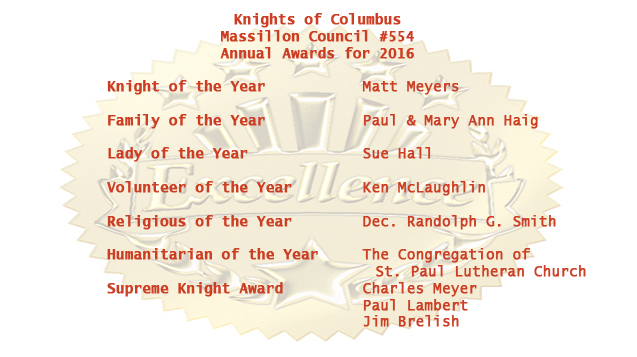 Knights of Columbus
Massillon Council #554
Annual Awards for 2016
Knight of the Year Matt Meyers
Family of the Year Paul & Mary Ann Haig
Lady of the Year Sue Hall
Excellence
Volunteer of the Year Ken McLaughlin
Religious of the Year Dec. Randolph G. Smith
Humanitarian of the Year The Congregation of
St. Paul Lutheran Church
Supreme Knight Award Charles Meyer
Paul Lambert
Jim Brelish